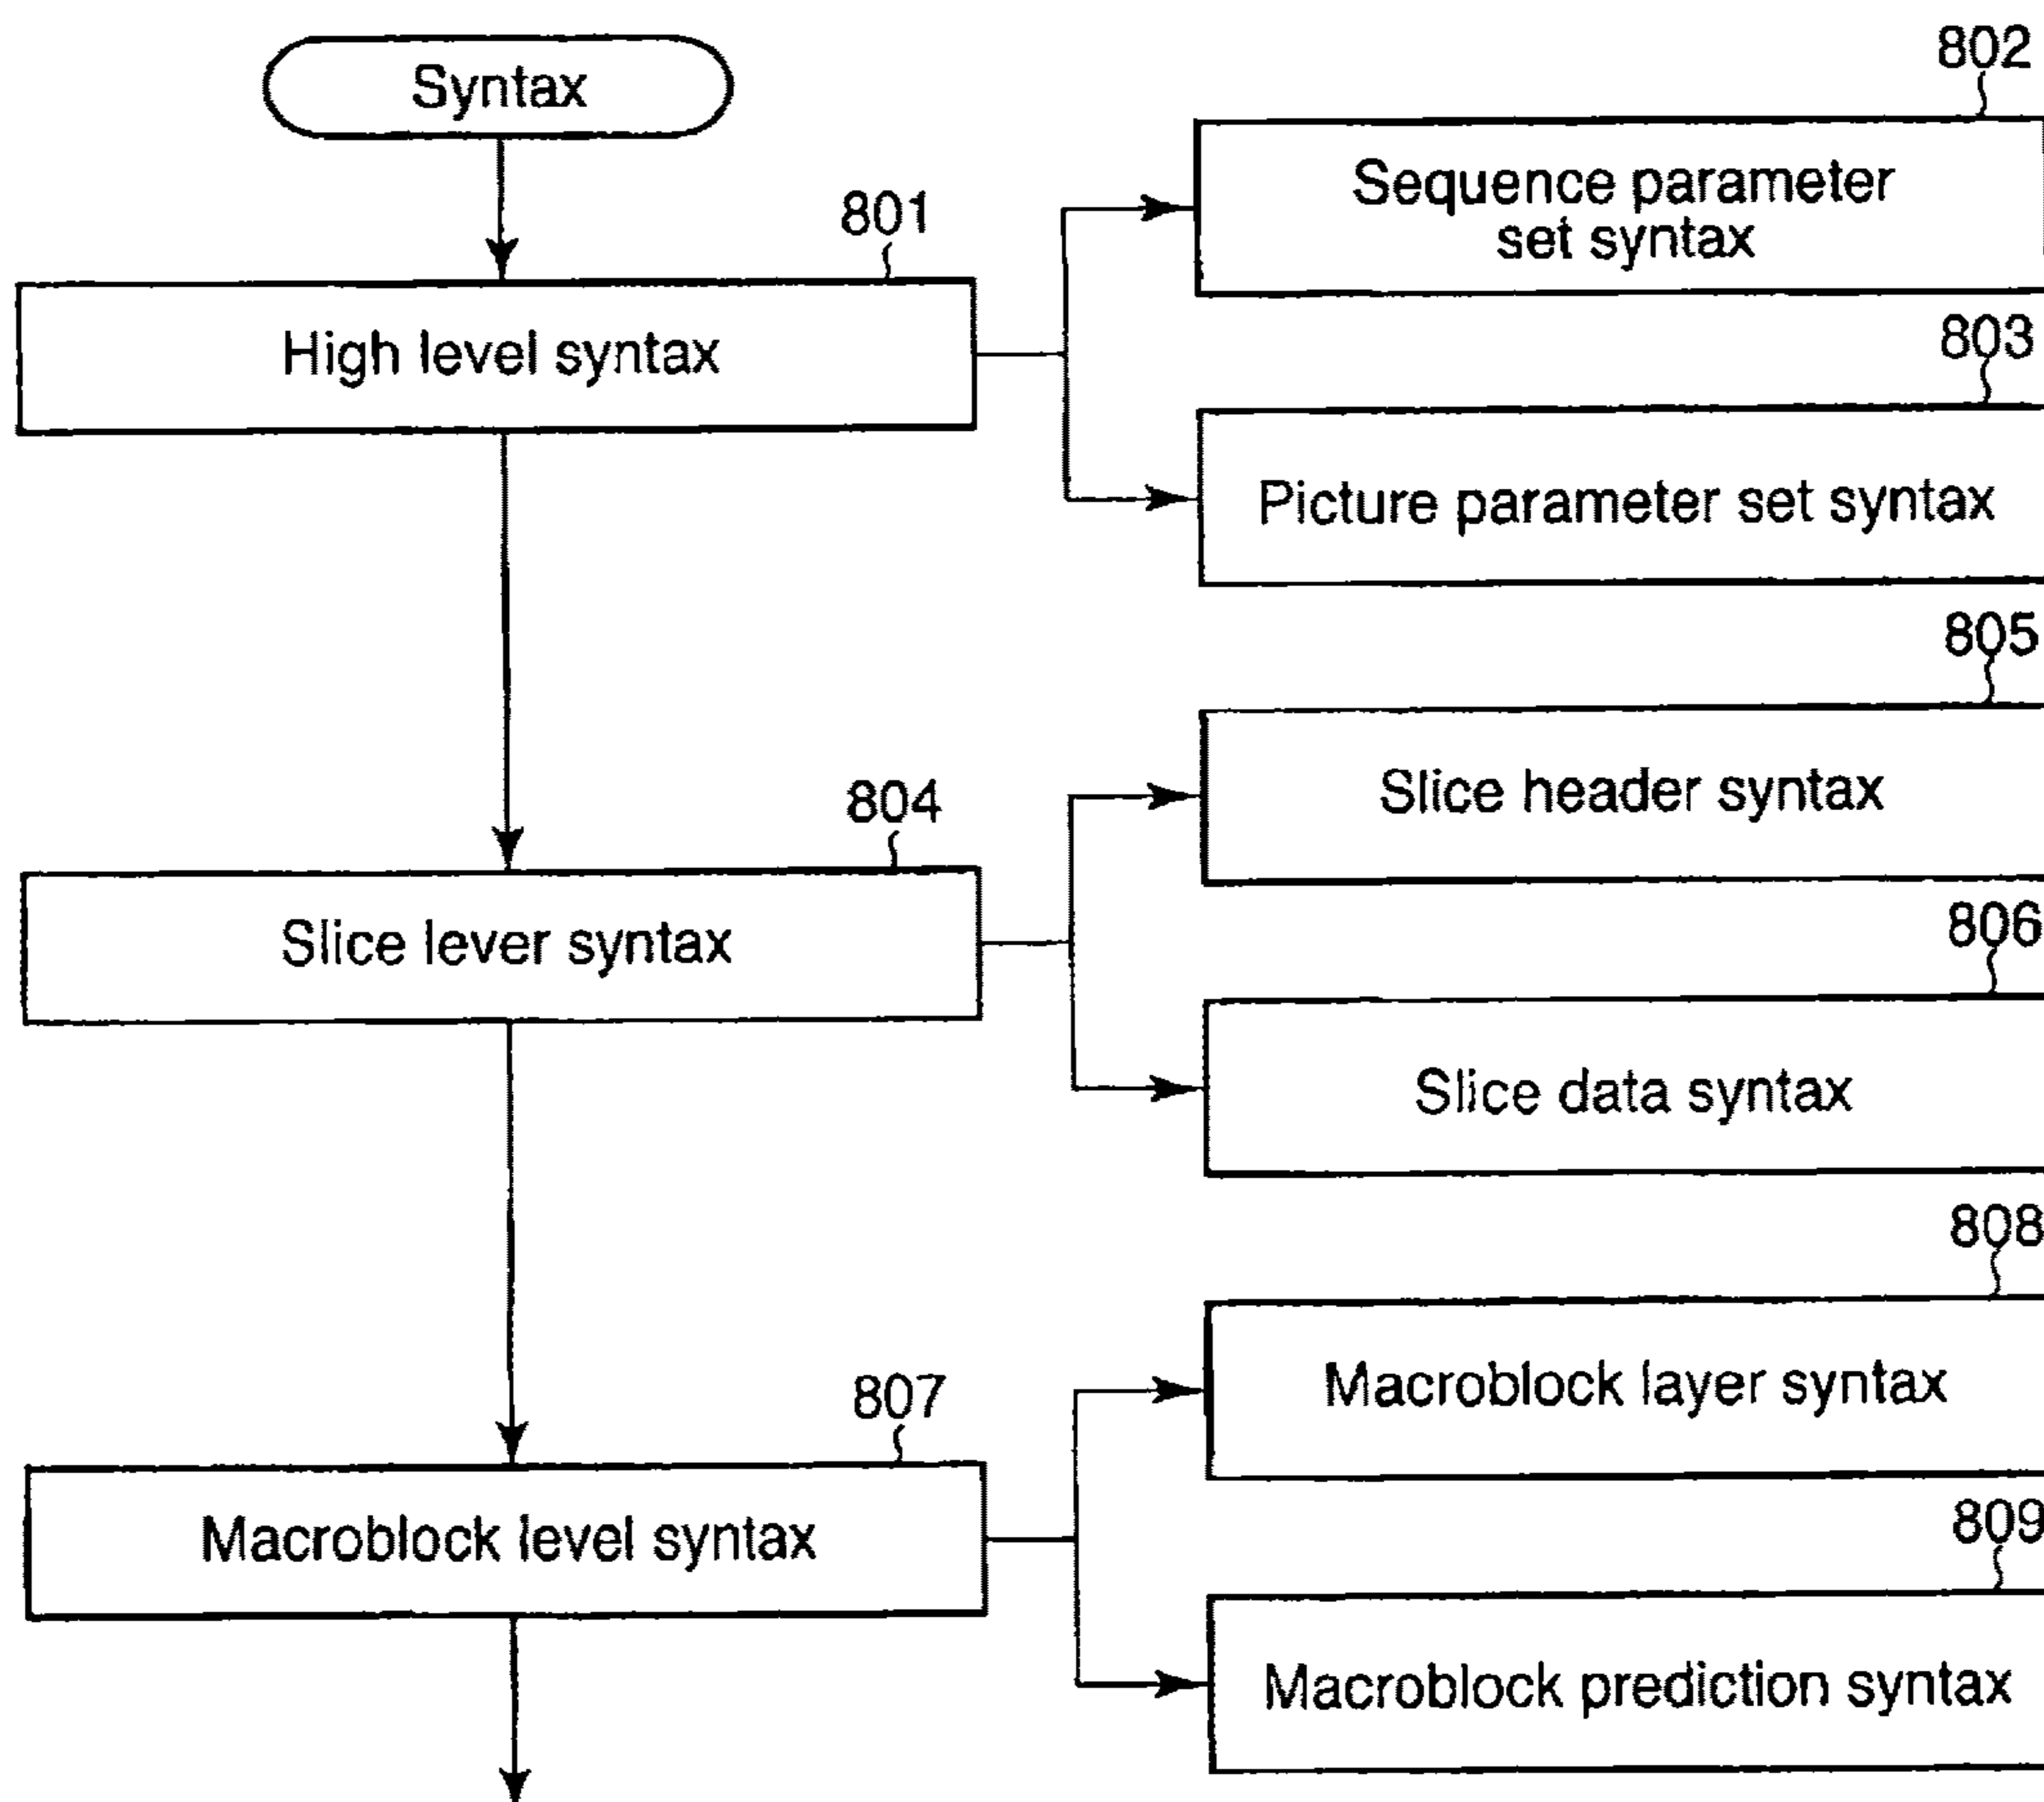 Syntax
802
Sequence parameter
set syntax
801
High level syntax
803
Picture parameter set syntax
805
Slice header syntax
804
Slice lever syntax
806
Slice data syntax
808
Macroblock layer syntax
807
Macroblock level syntax
809
Macroblock prediction syntax